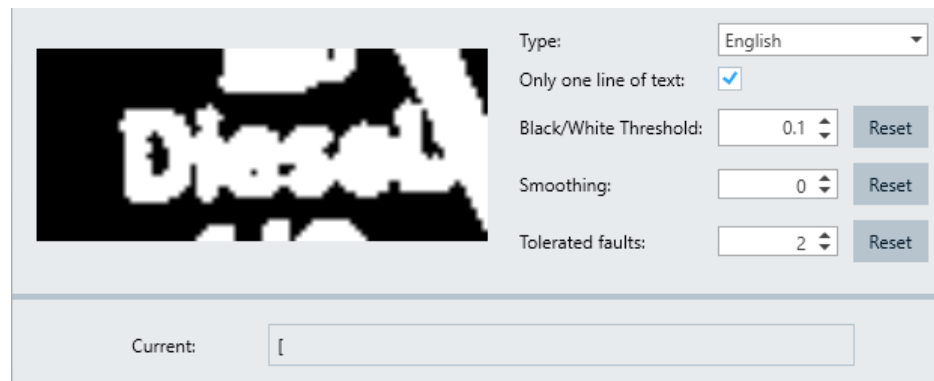 Type: English
Only one line of text:
Black/White Threshold: 0.1 Reset
Diesel
Smoothing: 0 Reset
Tolerated faults: 2 Reset
Current: [